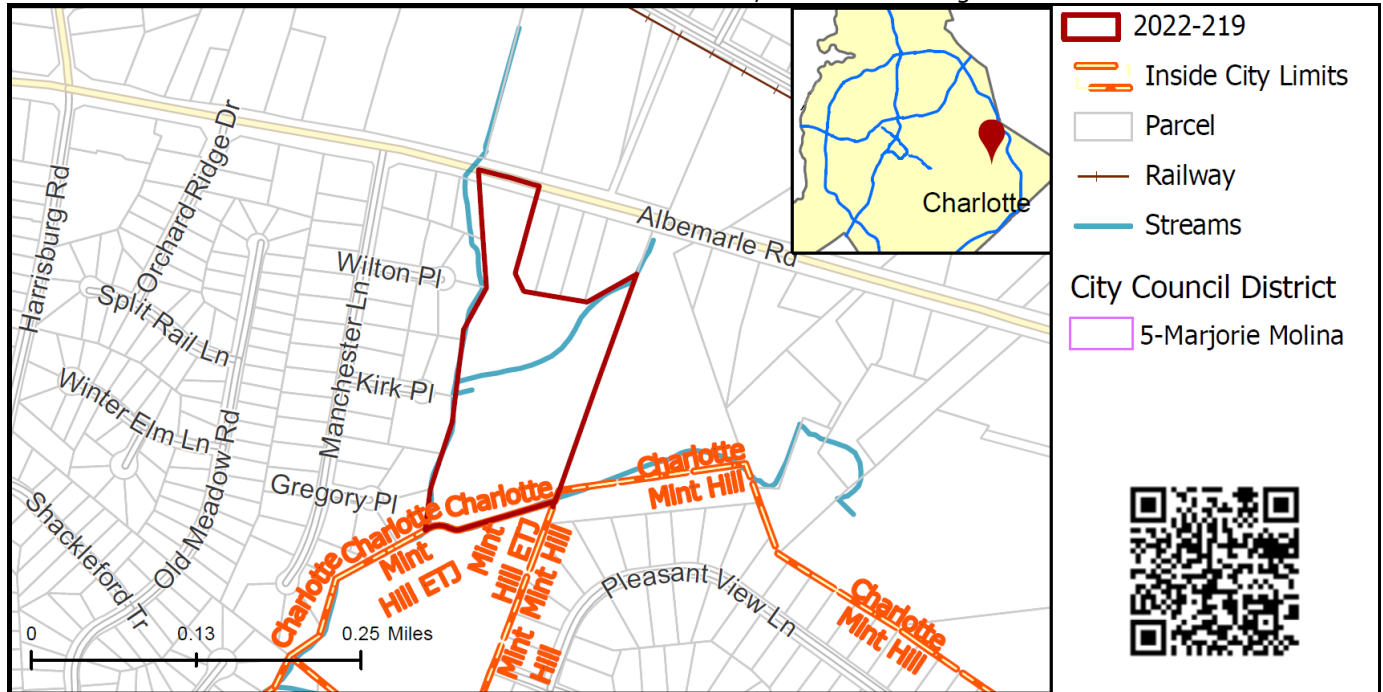 2022-219
Inside City Limits
Parcel
Railway
Streams
City Council District
5-Marjorie Molina
Charlotte
Albemarle Rd
Harrisburg Rd
Orchard Ridge Dr
Wilton Pl
Split Rail Ln
Manchester Ln
Kirk Pl
Winter Elm Ln
Old Meadow Rd
Gregory Pl
Shackleford Tr
Pleasant View Ln
Charlotte
Mint Hill
Charlotte
Charlotte
Charlotte
Mint
Hill ETJ
Mint
Hill ETJ
Mint Hill
Mint
Hill
Charlotte
Mint Hill
0
0.13
0.25 Miles